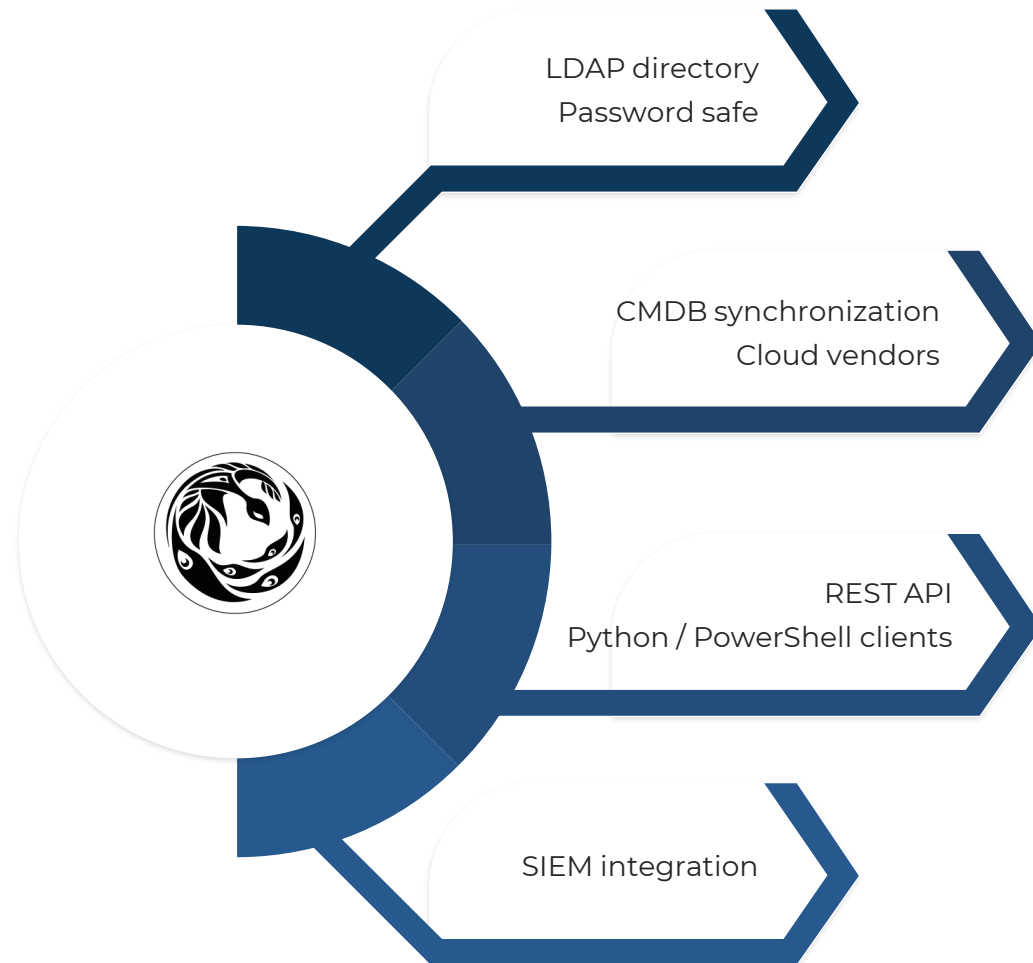 LDAP directory
Password safe
CMDB synchronization
Cloud vendors
REST API
Python / PowerShell clients
SIEM integration